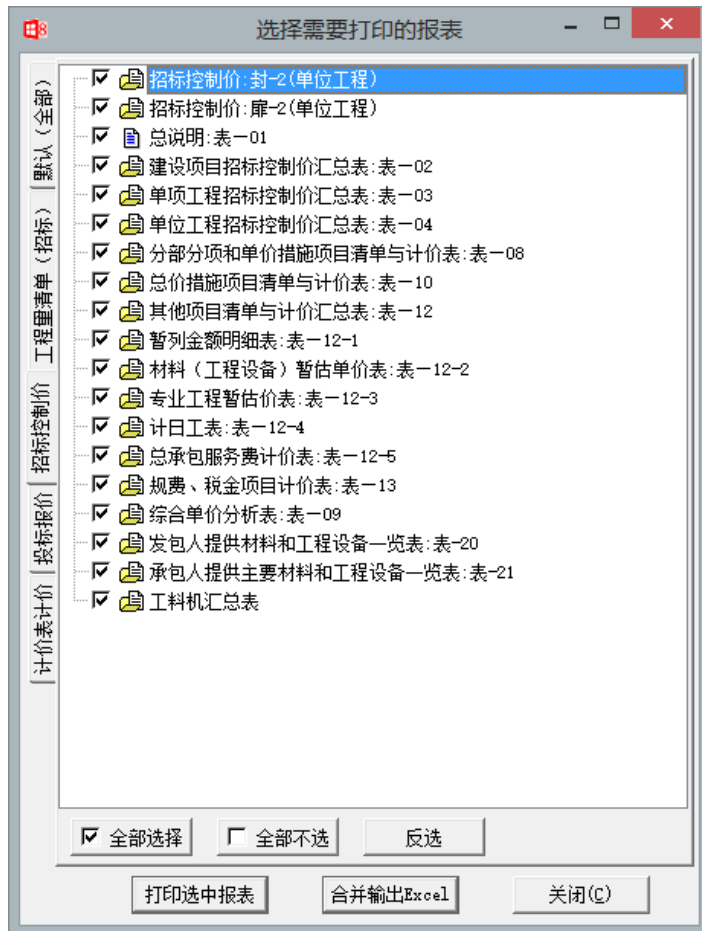 选择需要打印的报表
默认（全部）
工程量清单（招标）
招标控制价
投标报价
计价表计价
招标控制价:封-2(单位工程)
招标控制价:扉-2(单位工程)
总说明:表－01
建设项目招标控制价汇总表:表－02
单项工程招标控制价汇总表:表－03
单位工程招标控制价汇总表:表－04
分部分项和单价措施项目清单与计价表:表－08
总价措施项目清单与计价表:表－10
其他项目清单与计价汇总表:表－12
暂列金额明细表:表－12-1
材料（工程设备）暂估单价表:表－12-2
专业工程暂估价表:表－12-3
计日工表:表－12-4
总承包服务费计价表:表－12-5
规费、税金项目计价表:表－13
综合单价分析表:表－09
发包人提供材料和工程设备一览表:表-20
承包人提供主要材料和工程设备一览表:表-21
工料机汇总表
全部选择 全部不选 反选
打印选中报表 合并输出Excel 关闭(C)